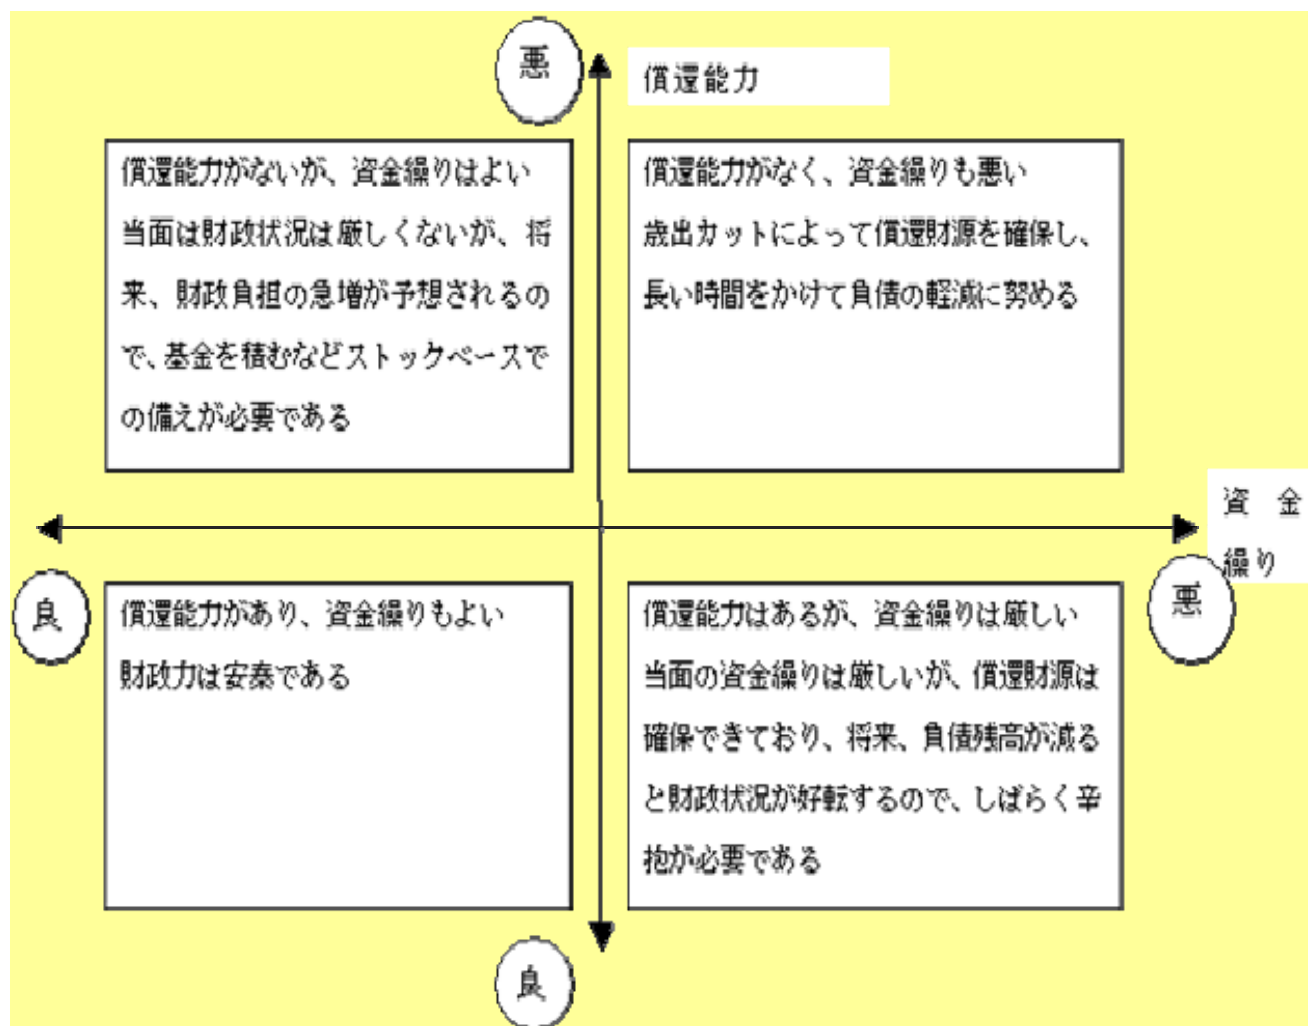 悪
償還能力
償還能力がないが、資金繰りはよい
当面は財政状況は厳しくないが、将
来、財政負担の急増が予想されるの
で、基金を積むなどストックベースで
の備えが必要である
償還能力がなく、資金繰りも悪い
歳出カットによって償還財源を確保し、
長い時間をかけて負債の軽減に努める
資 金
繰り
良
悪
償還能力があり、資金繰りもよい
財政力は安泰である
償還能力はあるが、資金繰りは厳しい
当面の資金繰りは厳しいが、償還財源は
確保できており、将来、負債残高が減る
と財政状況が好転するので、しばらく辛
抱が必要である
良